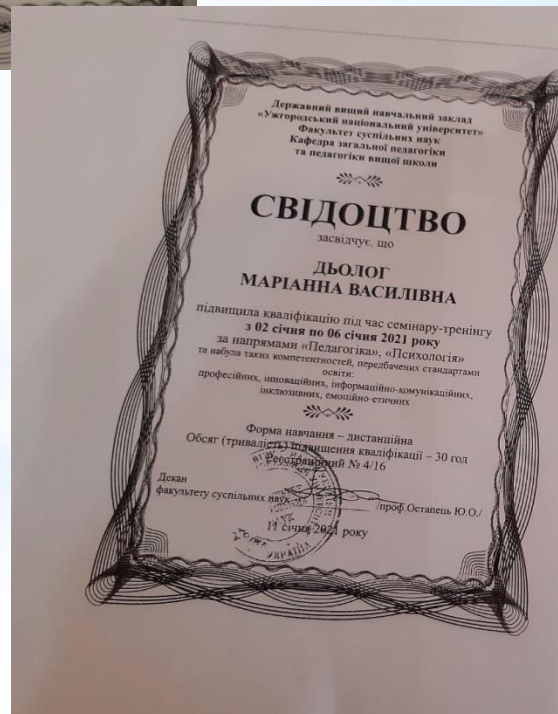 Державний вищий навчальний заклад
«Ужгородський національний університет»
Факультет суспільних наук
Кафедра загальної педагогіки
та педагогіки вищої школи
СВІДОЦТВО
засвідчує, що
ДЬОЛОГ
МАРІАННА ВАСИЛІВНА
підвищила кваліфікацію під час семінару-тренінгу
з 02 січня по 06 січня 2021 року
за напрямами «Педагогіка», «Психологія»
та набула таких компетентностей, передбачених стандартами
освіти:
професійних, інноваційних, інформаційно-комунікаційних,
інклюзивних, емоційно-етичних
Форма навчання – дистанційна
Обсяг (тривалість) підвищення кваліфікації – 30 год
Реєстраційний № 4/16
Декан
факультету суспільних наук /проф.Остапець Ю.О./
11 січня 2021 року
УКРАЇНА